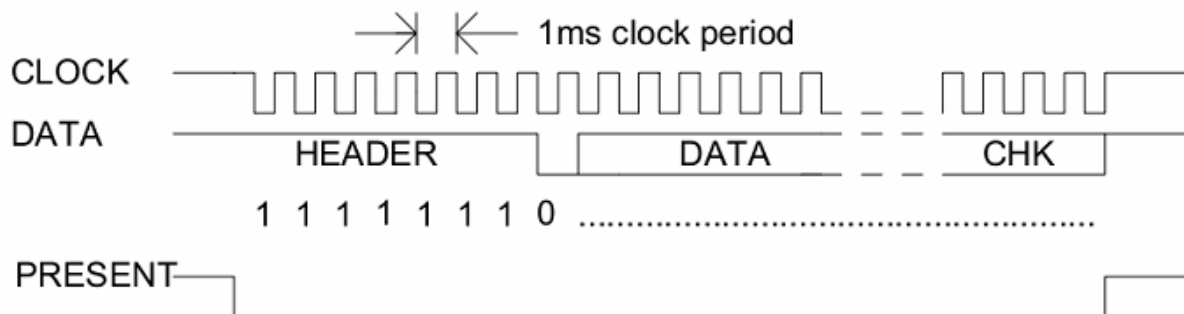 1ms clock period
CLOCK
DATA
HEADER DATA CHK
1 1 1 1 1 1 1 0 ......................................................
PRESENT